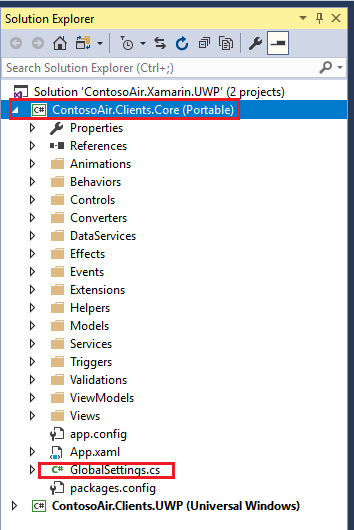 Solution Explorer
Search Solution Explorer (Ctrl+;)
Solution 'ContosoAir.Xamarin.UWP' (2 projects)
C# ContosoAir.Clients.Core (Portable)
Properties
References
Animations
Behaviors
Controls
Converters
DataServices
Effects
Events
Extensions
Helpers
Models
Services
Triggers
Validations
ViewModels
Views
app.config
App.xaml
C# GlobalSettings.cs
packages.config
C# ContosoAir.Clients.UWP (Universal Windows)